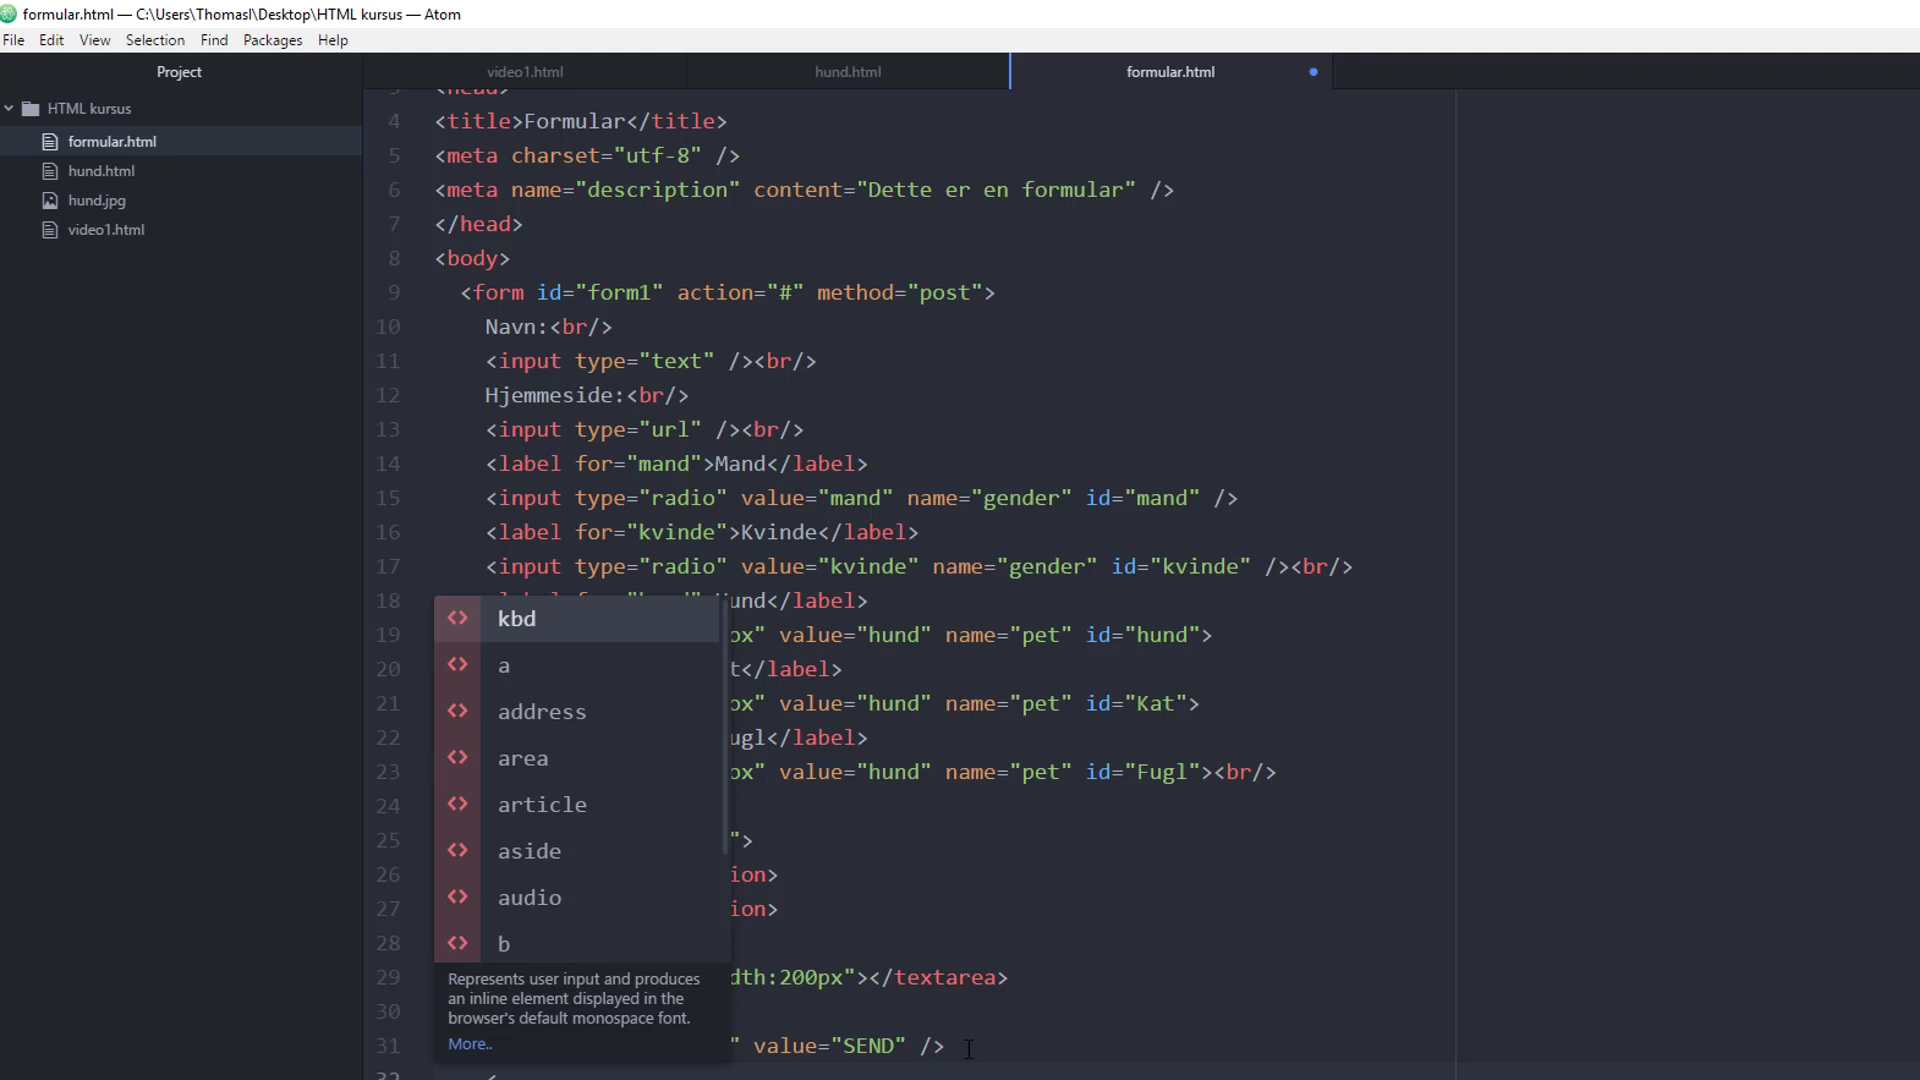 formular.html — C:\Users\Thomasl\Desktop\HTML kursus — Atom
File Edit View Selection Find Packages Help
Project
video1.html hund.html formular.html
HTML kursus
formular.html
hund.html
hund.jpg
video1.html
3 <head>
4 <title>Formular</title>
5 <meta charset="utf-8" />
6 <meta name="description" content="Dette er en formular" />
7 </head>
8 <body>
9 <form id="form1" action="#" method="post">
10 Navn:<br/>
11 <input type="text" /><br/>
12 Hjemmeside:<br/>
13 <input type="url" /><br/>
14 <label for="mand">Mand</label>
15 <input type="radio" value="mand" name="gender" id="mand" />
16 <label for="kvinde">Kvinde</label>
17 <input type="radio" value="kvinde" name="gender" id="kvinde" /><br/>
18 und</label>
19 ox" value="hund" name="pet" id="hund">
20 t</label>
21 ox" value="hund" name="pet" id="Kat">
22 ugl</label>
23 ox" value="hund" name="pet" id="Fugl"><br/>
24
25 ">
26 ion>
27 ion>
28
29 dth:200px"></textarea>
30
31 " value="SEND" />
32 <
kbd
a
address
area
article
aside
audio
b
Represents user input and produces
an inline element displayed in the
browser's default monospace font.
More..